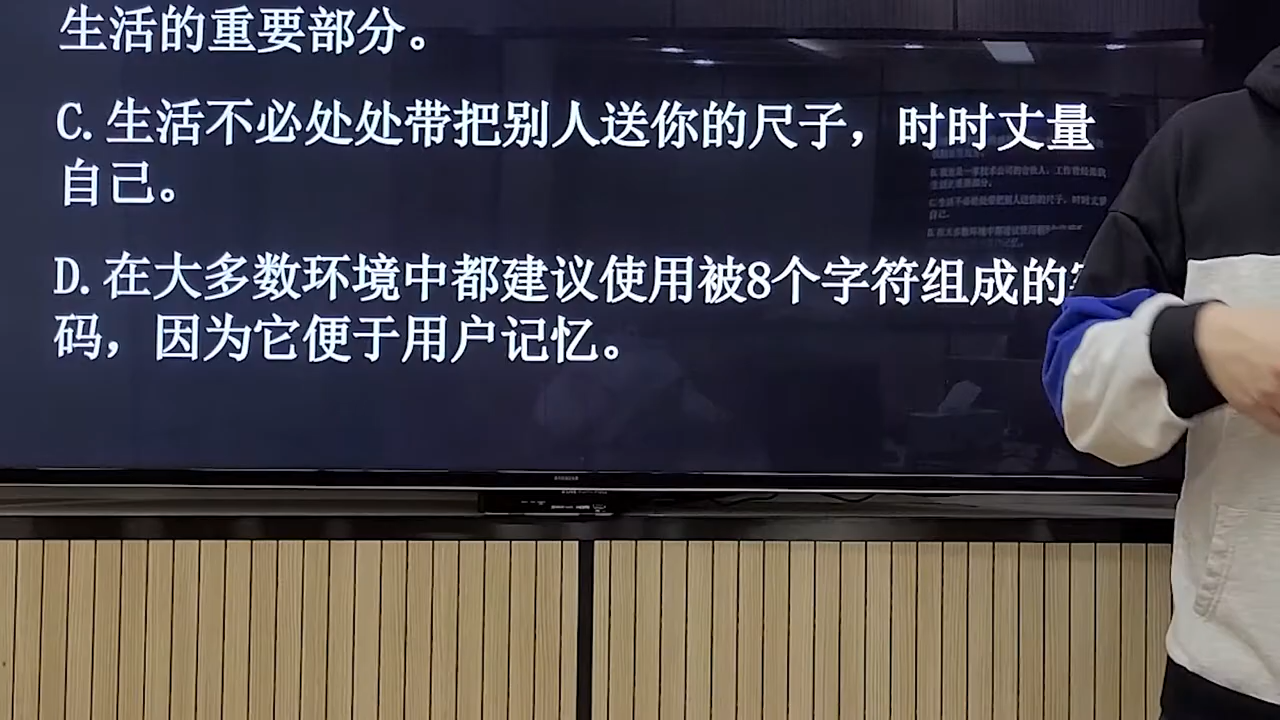 生活的重要部分。
C.生活不必处处带把别人送你的尺子，时时丈量
自己。
D.在大多数环境中都建议使用被8个字符组成的
码，因为它便于用户记忆。